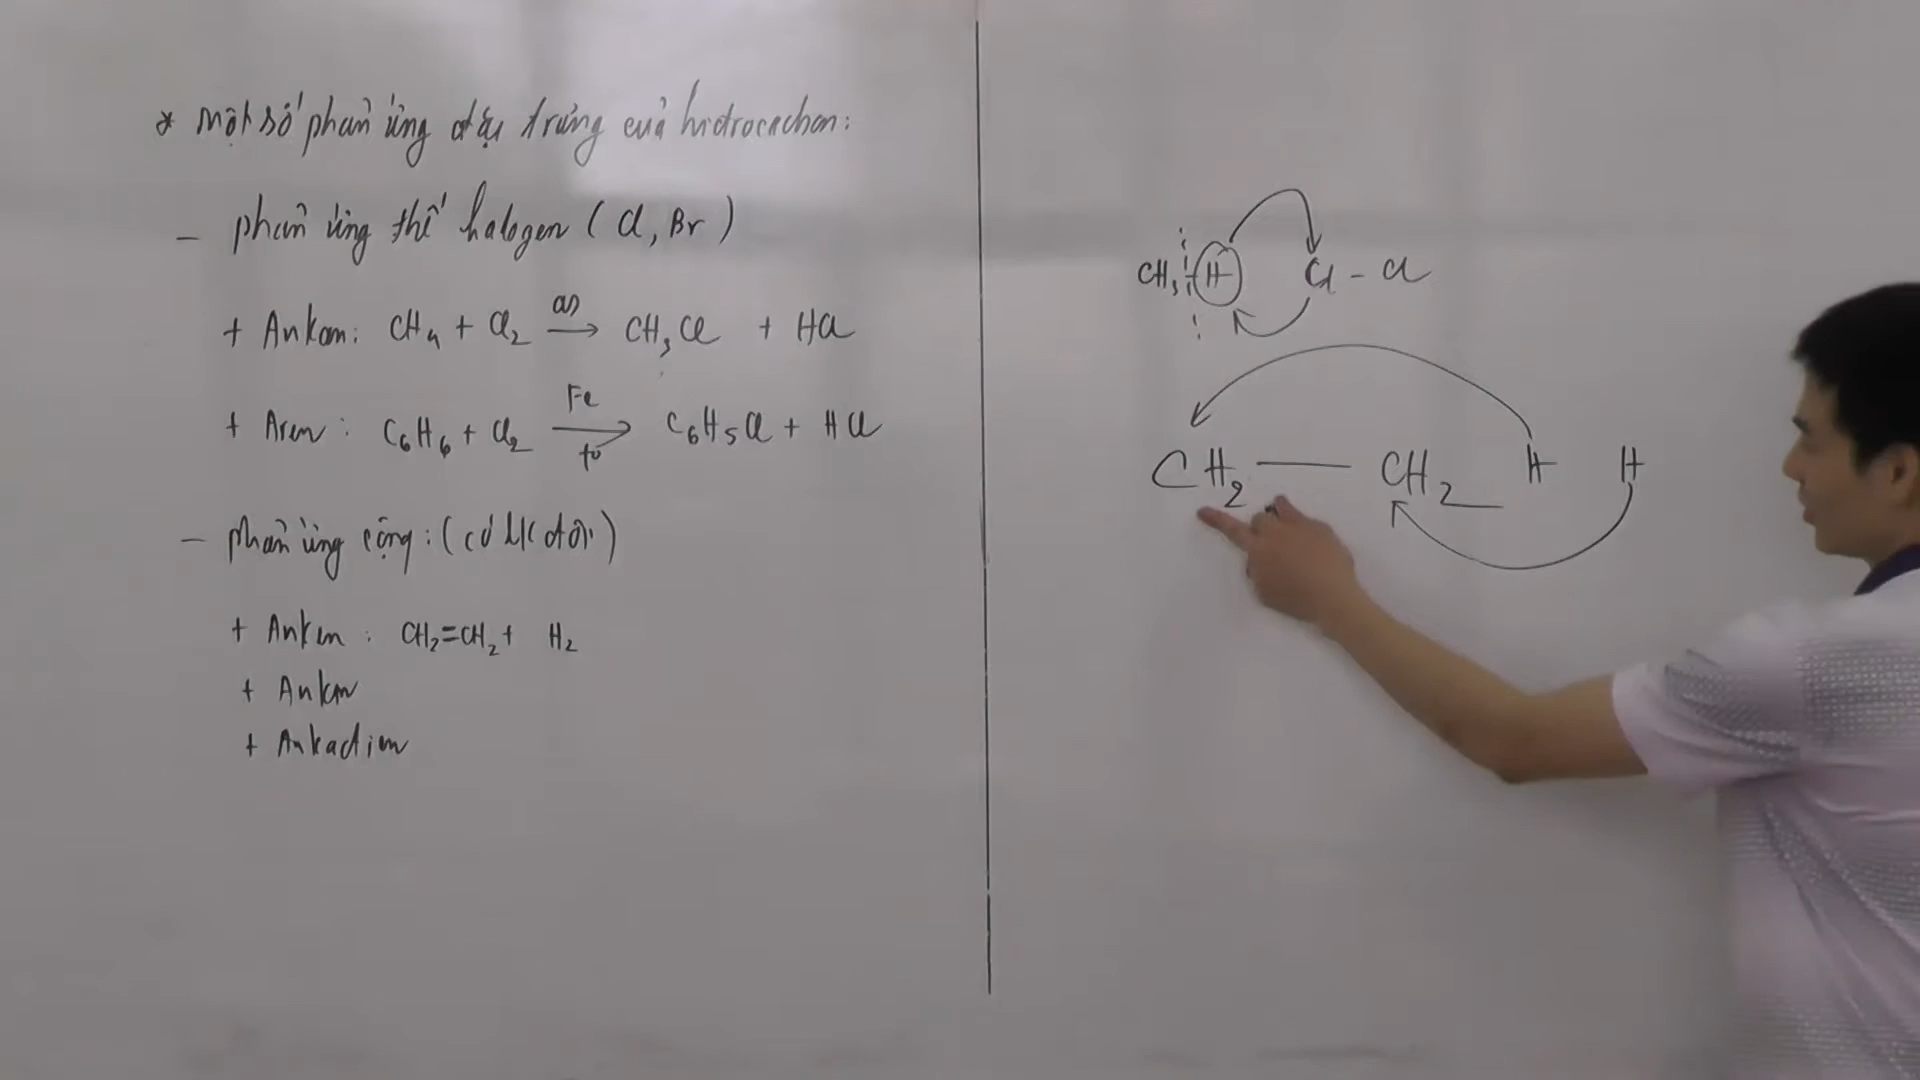 * Một số phản ứng đặc trưng của hidrocacbon:
- phản ứng thế halogen (Cl, Br)
+ Ankan: CH₄ + Cl₂ as → CH₃Cl + HCl
+ Aren: C₆H₆ + Cl₂ Fe → t° C₆H₅Cl + HCl
- phản ứng cộng: (có lk đôi)
+ Anken: CH₂=CH₂ + H₂
+ Ankin
+ Ankadien
CH₃ - H Cl - Cl
CH₂ — CH₂ — H H